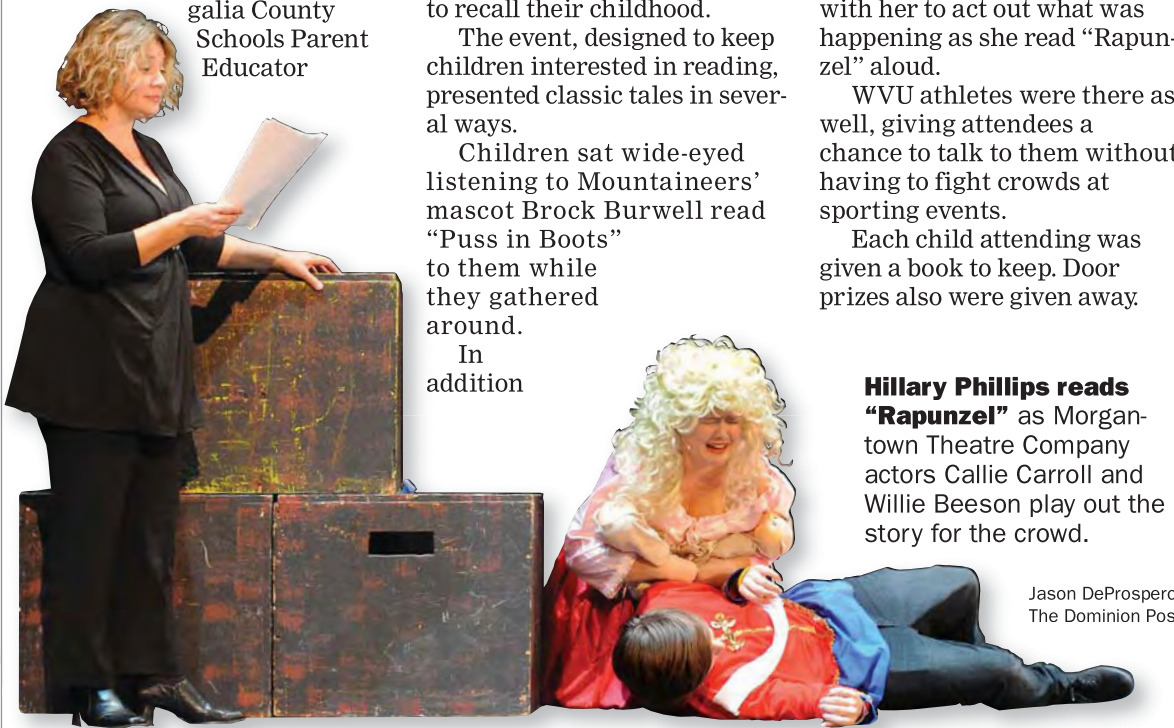 galia County
Schools Parent
Educator
to recall their childhood.
The event, designed to keep
children interested in reading,
presented classic tales in sever-
al ways.
Children sat wide-eyed
listening to Mountaineers’
mascot Brock Burwell read
“Puss in Boots”
to them while
they gathered
around.
In
addition
with her to act out what was
happening as she read “Rapun-
zel” aloud.
WVU athletes were there as
well, giving attendees a
chance to talk to them without
having to fight crowds at
sporting events.
Each child attending was
given a book to keep. Door
prizes also were given away.
Hillary Phillips reads
“Rapunzel” as Morgan-
town Theatre Company
actors Callie Carroll and
Willie Beeson play out the
story for the crowd.
Jason DeProspero
The Dominion Pos